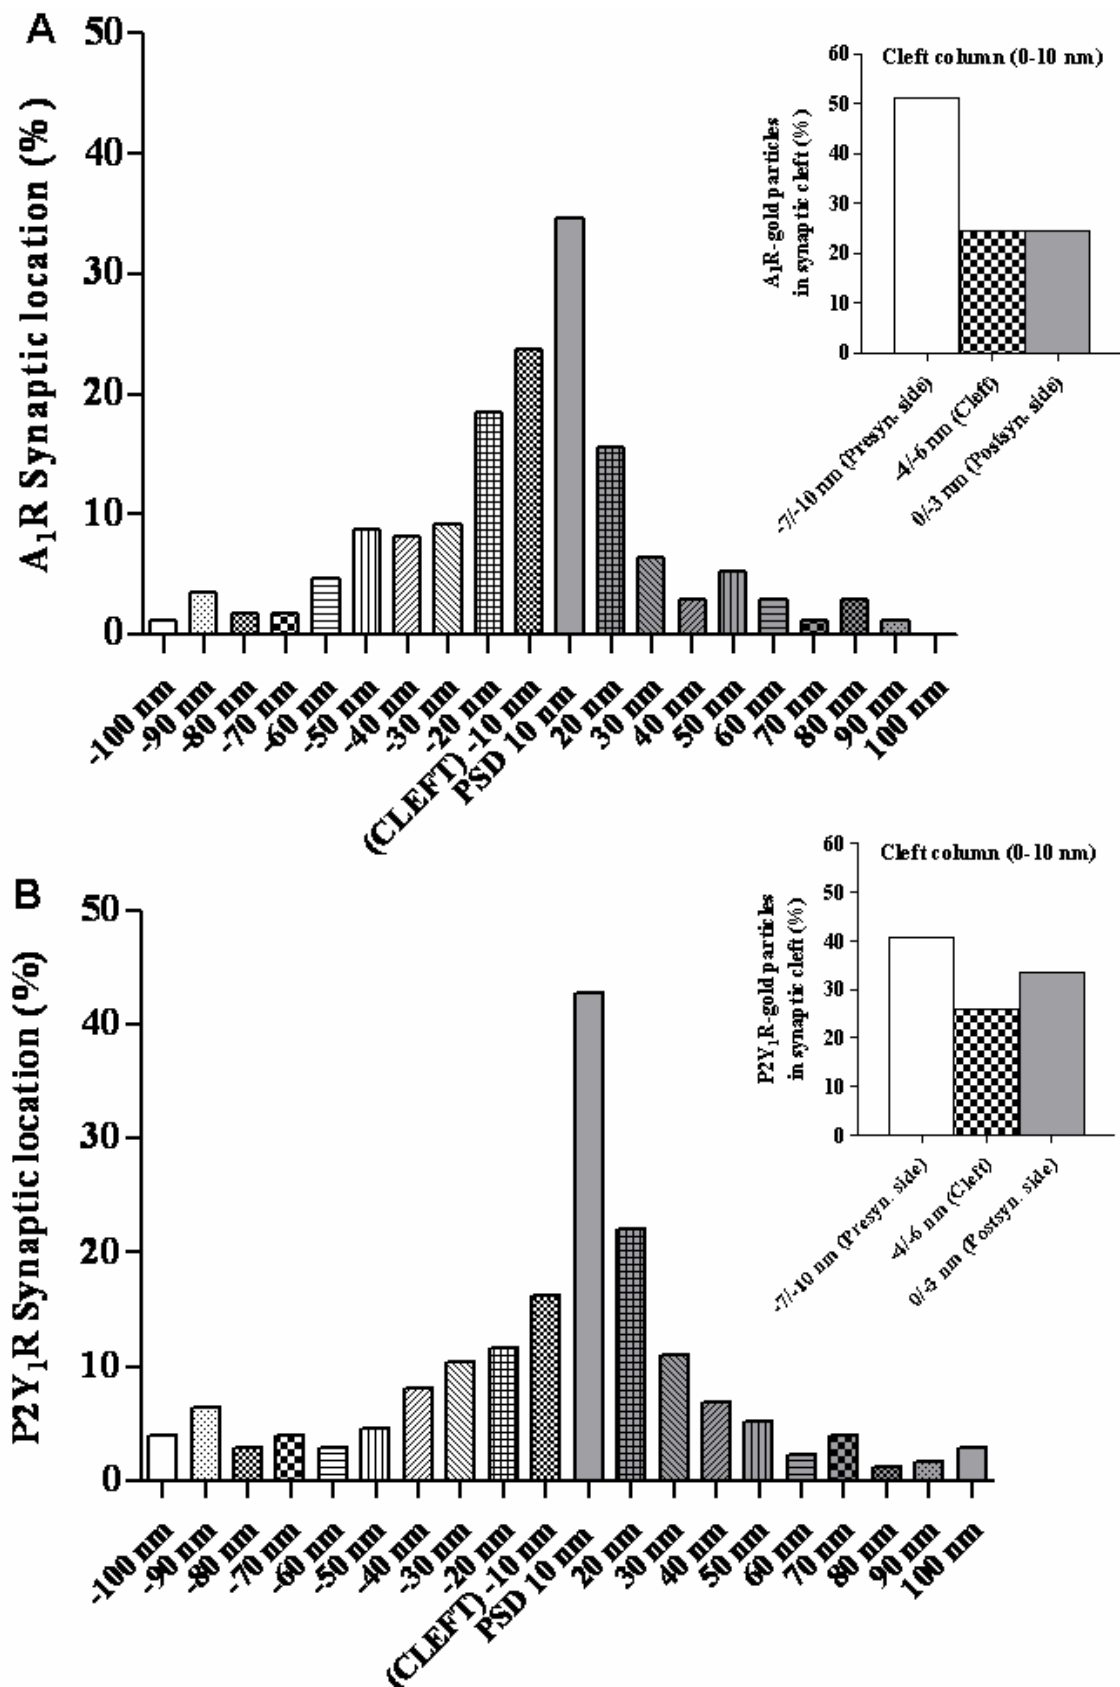 A
A₁R Synaptic location (%)
50
40
30
20
10
0
-100 nm
-90 nm
-80 nm
-70 nm
-60 nm
-50 nm
-40 nm
-30 nm
-20 nm
(CLEFT) -10 nm
PSD 10 nm
20 nm
30 nm
40 nm
50 nm
60 nm
70 nm
80 nm
90 nm
100 nm
Cleft column (0-10 nm)
A₁R-gold particles
in synaptic cleft (%)
60
50
40
30
20
10
0
-7/-10 nm (Presyn. side)
-4/-6 nm (Cleft)
0/-3 nm (Postsyn. side)
B
P2Y₁R Synaptic location (%)
50
40
30
20
10
0
-100 nm
-90 nm
-80 nm
-70 nm
-60 nm
-50 nm
-40 nm
-30 nm
-20 nm
(CLEFT) -10 nm
PSD 10 nm
20 nm
30 nm
40 nm
50 nm
60 nm
70 nm
80 nm
90 nm
100 nm
Cleft column (0-10 nm)
P2Y₁R-gold particles
in synaptic cleft (%)
60
50
40
30
20
10
0
-7/-10 nm (Presyn. side)
-4/-6 nm (Cleft)
0/-3 nm (Postsyn. side)